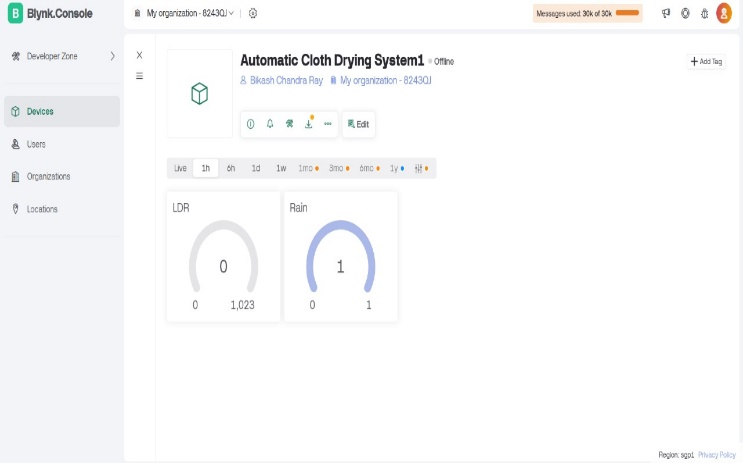 B Blynk.Console
My organization - 8243QJ
Messages used: 30k of 30k
Developer Zone
X
Automatic Cloth Drying System1 Offline
Bikash Chandra Ray My organization - 8243QJ
Add Tag
Devices
Edit
Users
Live 1h 6h 1d 1w 1mo 3mo 6mo 1y
Organizations
Locations
LDR Rain
0 1
0 1,023 0 1
Region: sgp1 Privacy Policy